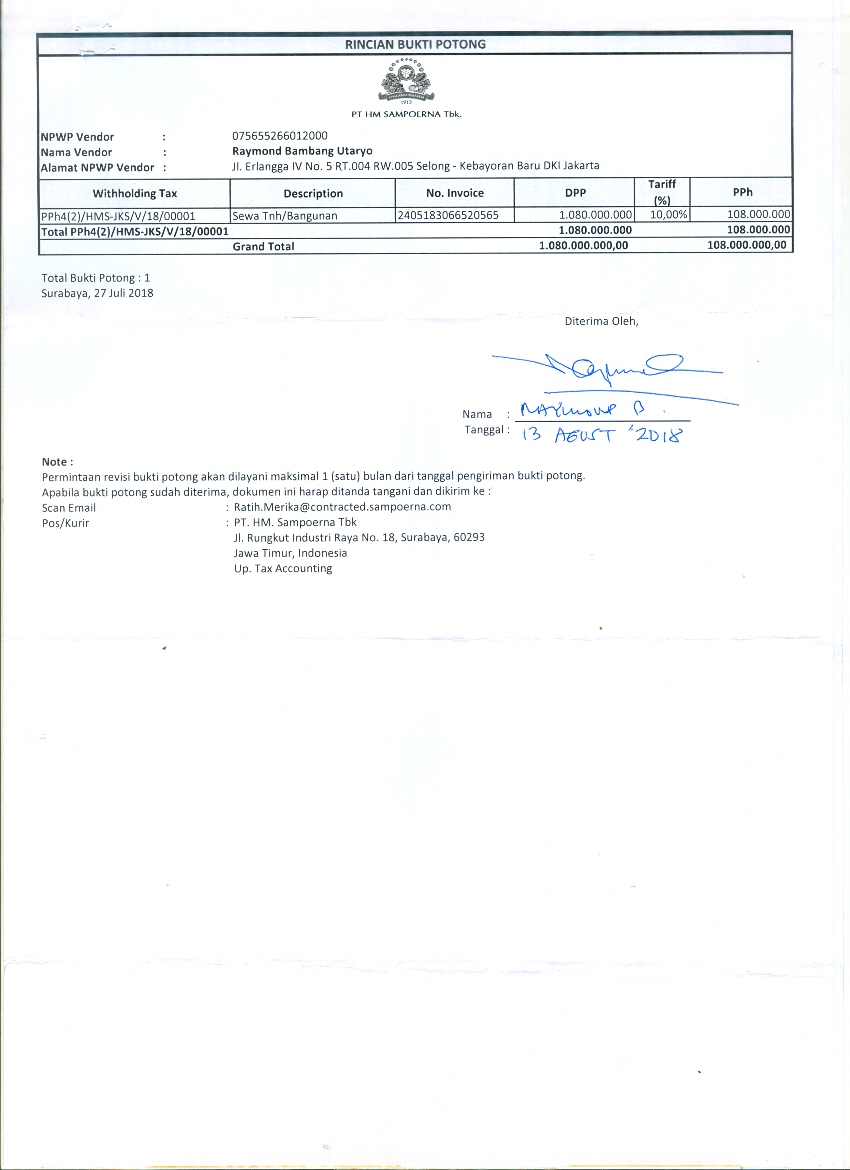 RINCIAN BUKTI POTONG
1913
PT HM SAMPOERNA Tbk.
NPWP Vendor : 075655266012000
Nama Vendor : Raymond Bambang Utaryo
Alamat NPWP Vendor : Jl. Erlangga IV No. 5 RT.004 RW.005 Selong - Kebayoran Baru DKI Jakarta
Withholding Tax Description No. Invoice DPP Tariff (%) PPh
PPh4(2)/HMS-JKS/V/18/00001 Sewa Tnh/Bangunan 2405183066520565 1.080.000.000 10,00% 108.000.000
Total PPh4(2)/HMS-JKS/V/18/00001 1.080.000.000 108.000.000
Grand Total 1.080.000.000,00 108.000.000,00
Total Bukti Potong : 1
Surabaya, 27 Juli 2018
Diterima Oleh,
Nama : RAYMOND B.
Tanggal : 13 AGUST '2018
Note :
Permintaan revisi bukti potong akan dilayani maksimal 1 (satu) bulan dari tanggal pengiriman bukti potong.
Apabila bukti potong sudah diterima, dokumen ini harap ditanda tangani dan dikirim ke :
Scan Email : Ratih.Merika@contracted.sampoerna.com
Pos/Kurir : PT. HM. Sampoerna Tbk
Jl. Rungkut Industri Raya No. 18, Surabaya, 60293
Jawa Timur, Indonesia
Up. Tax Accounting